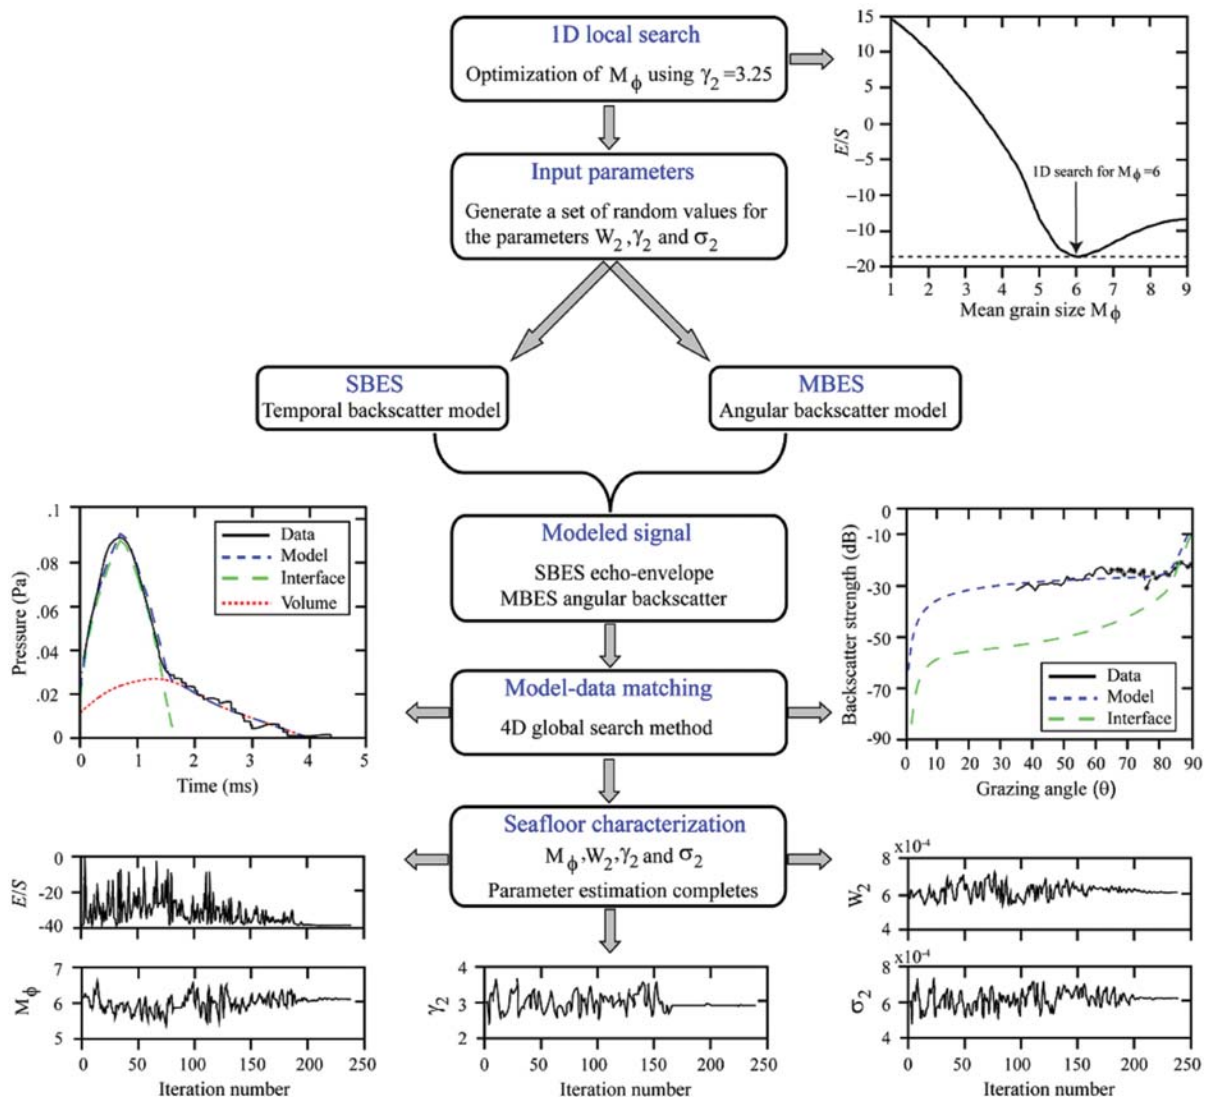 1D local search
Optimization of Mϕ using γ2 =3.25
Input parameters
Generate a set of random values for
the parameters W2 ,γ2 and σ2
15
10
5
0
−5
−10
−15
−20
E/S
1D search for Mϕ=6
1 2 3 4 5 6 7 8 9
Mean grain size Mϕ
SBES
Temporal backscatter model
MBES
Angular backscatter model
.1
.08
.06
.04
.02
0
Pressure (Pa)
Data
Model
Interface
Volume
0 1 2 3 4 5
Time (ms)
Modeled signal
SBES echo-envelope
MBES angular backscatter
Model-data matching
4D global search method
0
-10
-30
-50
-70
-90
Backscatter strength (dB)
Data
Model
Interface
0 10 20 30 40 50 60 70 80 90
Grazing angle (θ)
Seafloor characterization
Mϕ,W2,γ2 and σ2
Parameter estimation completes
0
-20
-40
E/S
7
6
5
Mϕ
0 50 100 150 200 250
Iteration number
4
3
2
γ2
0 50 100 150 200 250
Iteration number
8 x10⁻⁴
6
4
W2
8 x10⁻⁴
6
4
σ2
0 50 100 150 200 250
Iteration number